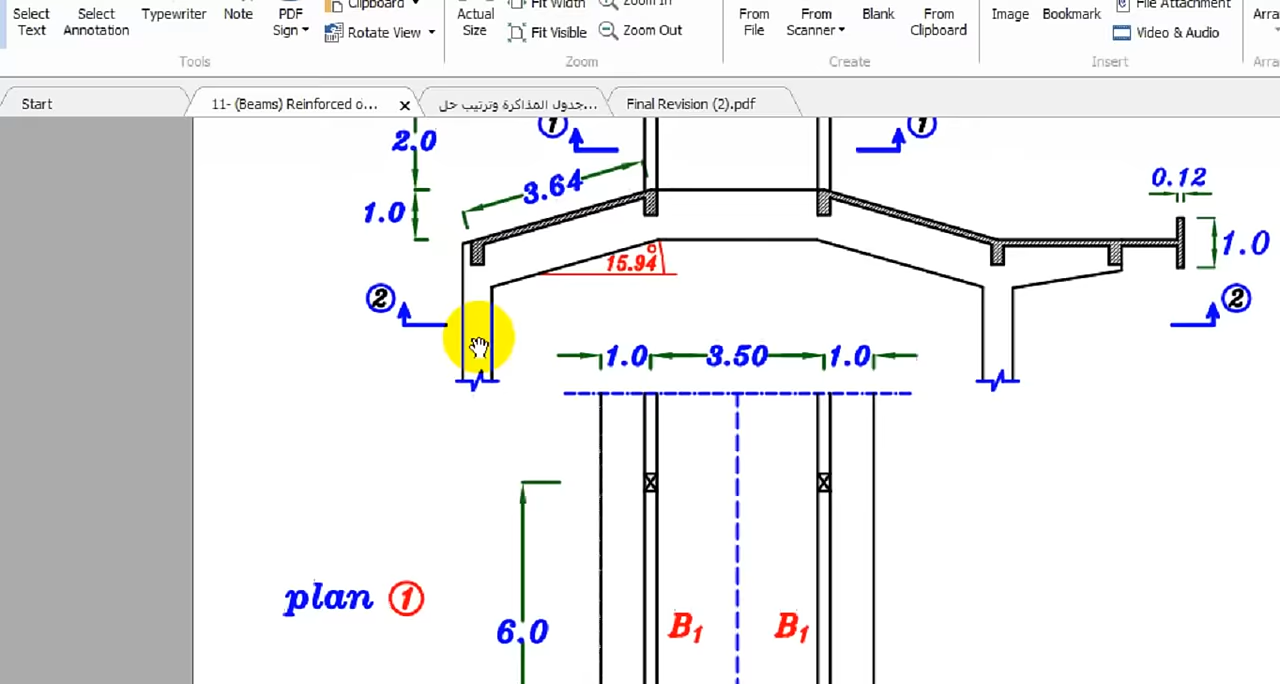 Select Text
Select Annotation
Typewriter
Note
PDF Sign
Clipboard
Rotate View
Tools
Actual Size
Fit Width
Fit Visible
Zoom In
Zoom Out
Zoom
From File
From Scanner
Blank
From Clipboard
Create
Image
Bookmark
File Attachment
Video & Audio
Insert
Arra
Arra
Start
11- (Beams) Reinforced o...
جدول المذاكرة وترتيب حل...
Final Revision (2).pdf
1
1
2.0
3.64
0.12
1.0
1.0
15.94°
2
2
1.0
3.50
1.0
plan 1
6.0
B1
B1